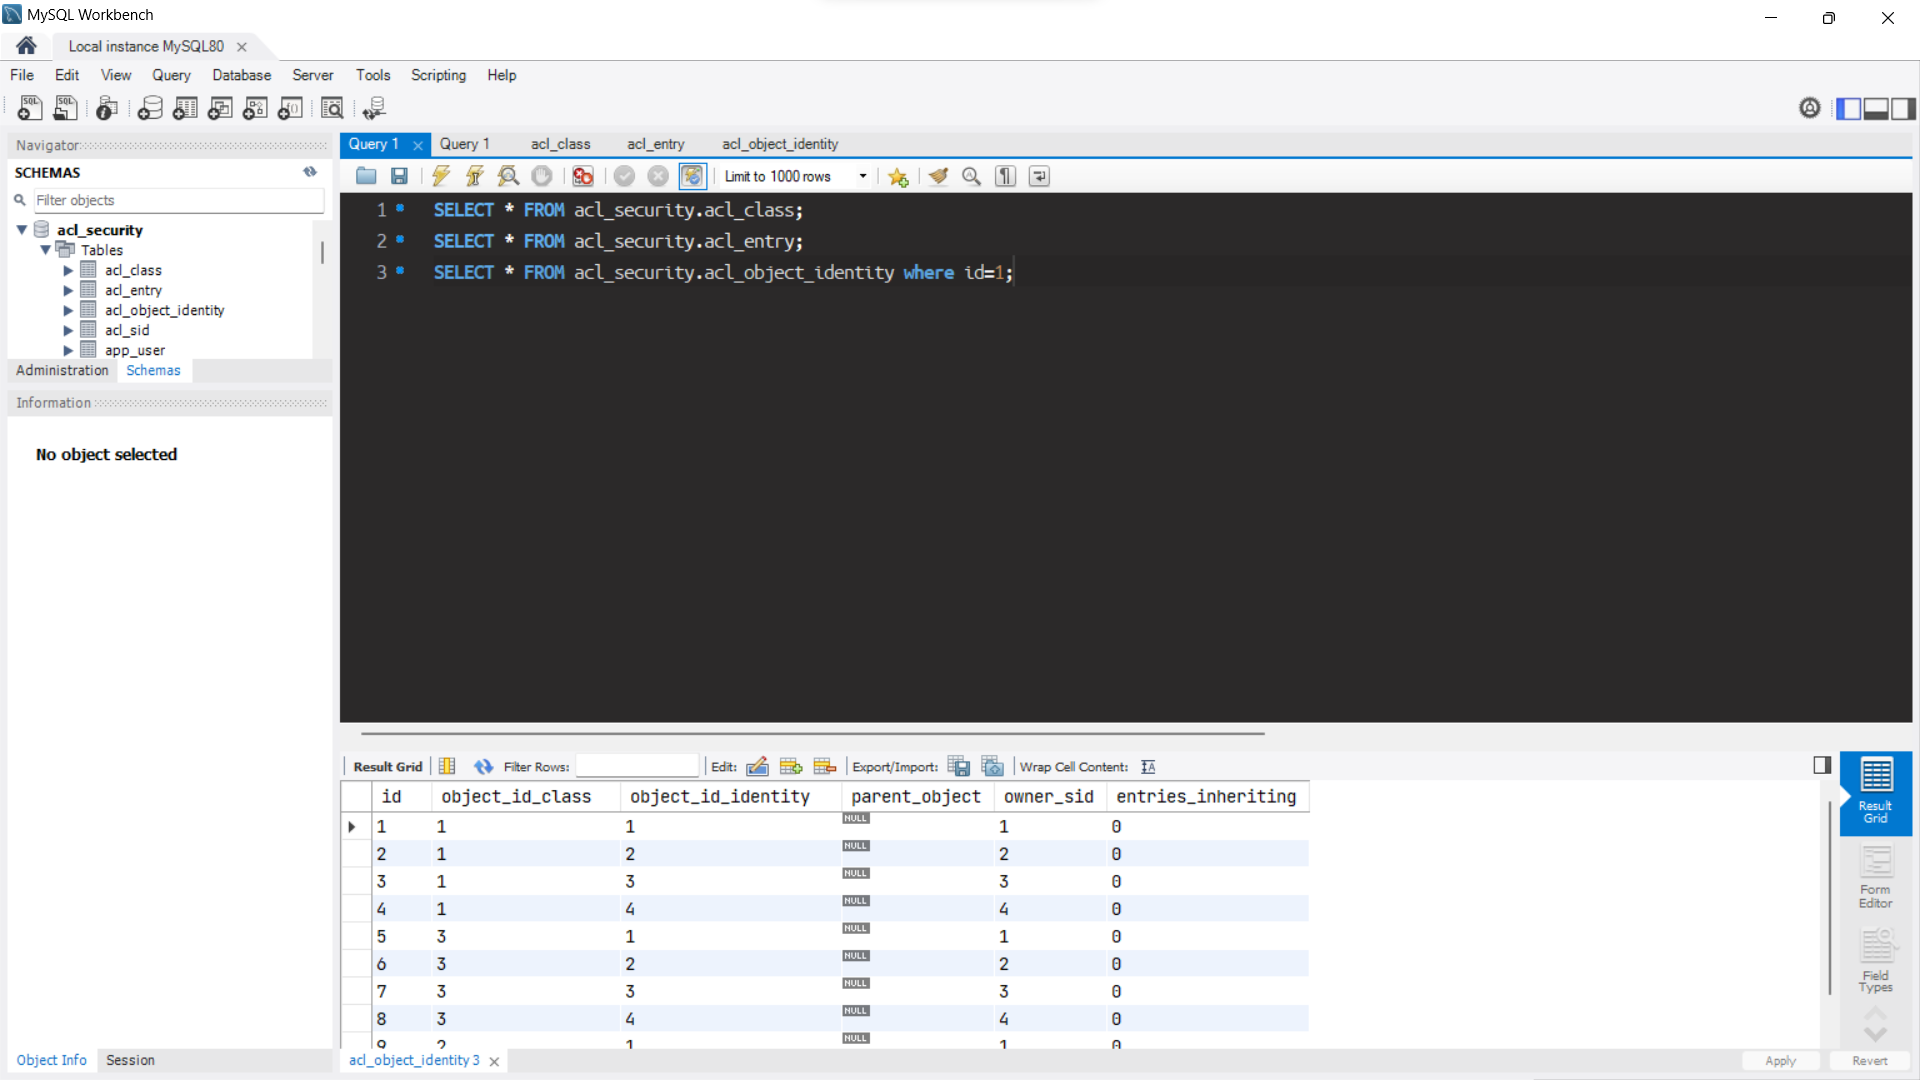 MySQL Workbench
Local instance MySQL80
File Edit View Query Database Server Tools Scripting Help
Navigator
SCHEMAS
Filter objects
acl_security
Tables
acl_class
acl_entry
acl_object_identity
acl_sid
app_user
Administration Schemas
Information
No object selected
Object Info Session
Query 1 Query 1 acl_class acl_entry acl_object_identity
Limit to 1000 rows
1 SELECT * FROM acl_security.acl_class;
2 SELECT * FROM acl_security.acl_entry;
3 SELECT * FROM acl_security.acl_object_identity where id=1;
Result Grid Filter Rows: Edit: Export/Import: Wrap Cell Content:
id object_id_class object_id_identity parent_object owner_sid entries_inheriting
1 1 1 NULL 1 0
2 1 2 NULL 2 0
3 1 3 NULL 3 0
4 1 4 NULL 4 0
5 3 1 NULL 1 0
6 3 2 NULL 2 0
7 3 3 NULL 3 0
8 3 4 NULL 4 0
9 2 1 NULL 1 0
Result
Grid
Form
Editor
Field
Types
acl_object_identity 3
Apply Revert